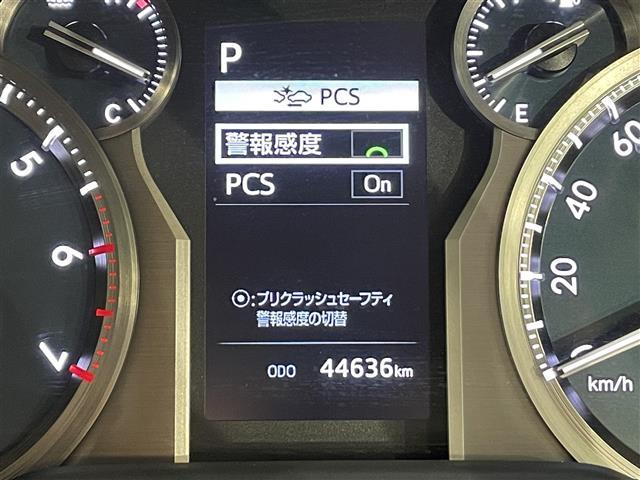 P
PCS
警報感度
PCS On
◉:プリクラッシュセーフティ
警報感度の切替
ODO 44636km
C
5
6
7
E
60
40
20
0
km/h